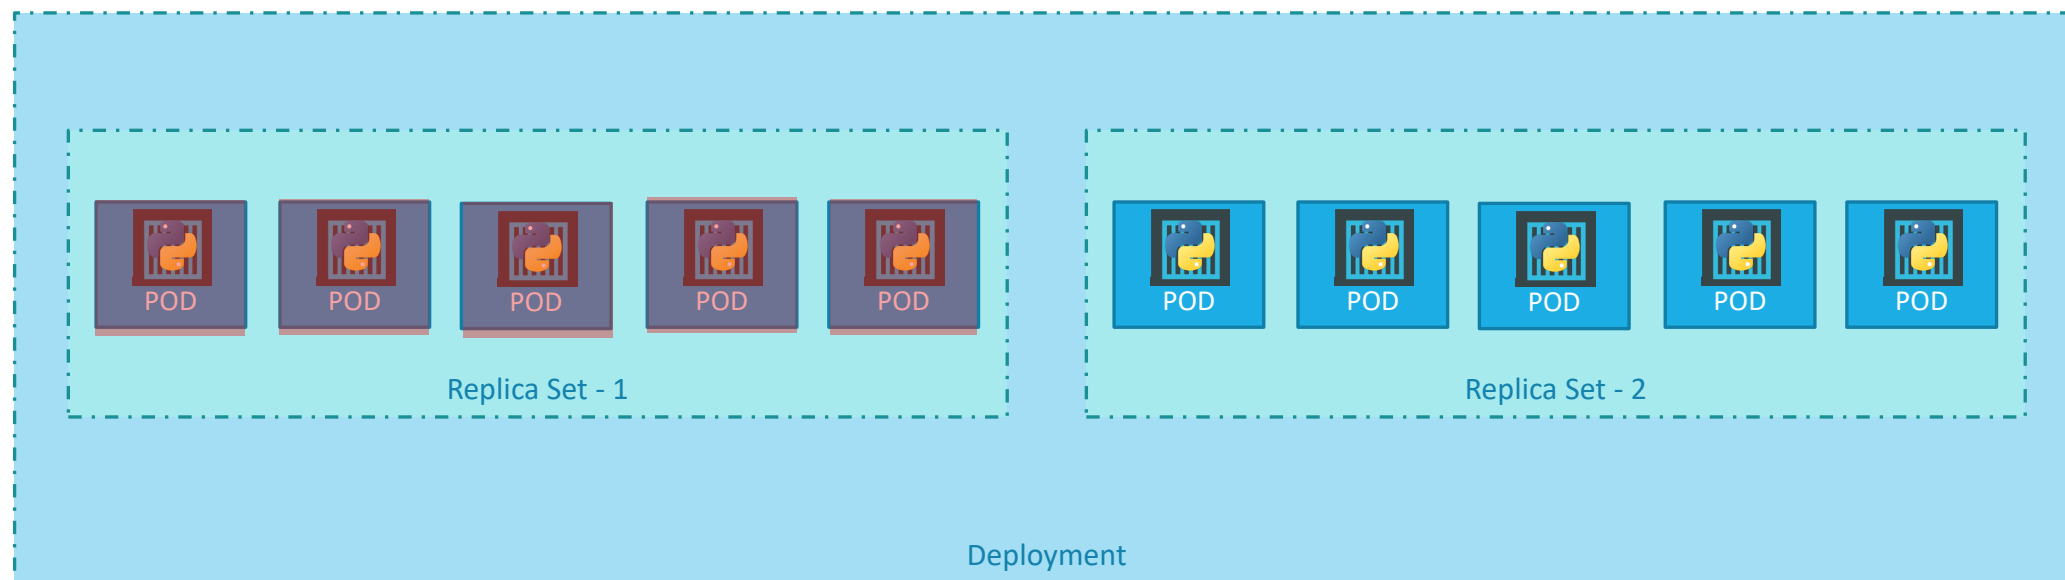 POD POD POD POD POD POD POD POD POD POD
Replica Set - 1 Replica Set - 2
Deployment